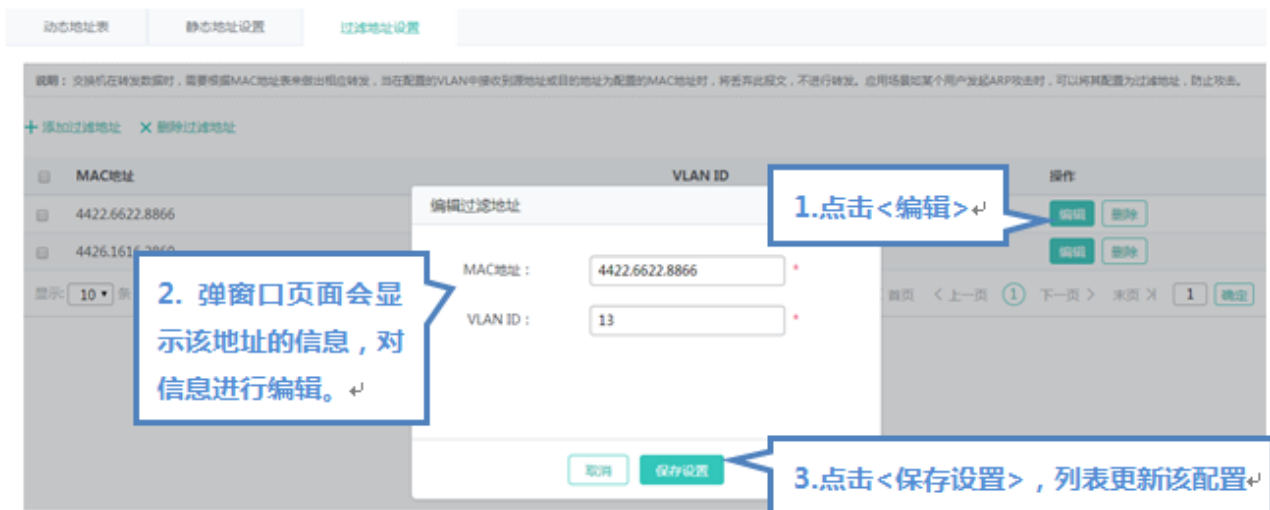 动态地址表 静态地址设置 过滤地址设置
说明：交换机在转发数据时，需要根据MAC地址表来做出相应转发，当在配置的VLAN中接收到源地址或目的地址为配置的MAC地址时，将丢弃此报文，不进行转发。应用场景如某个用户发起ARP攻击时，可以将其配置为过滤地址，防止攻击。
+ 添加过滤地址 × 删除过滤地址
MAC地址 VLAN ID 操作
4422.6622.8866 编辑 删除
4426.1616.2860 编辑 删除
显示: 10 条 首页 < 上一页 1 下一页 > 末页 1 确定
编辑过滤地址
MAC地址： 4422.6622.8866 *
VLAN ID： 13 *
取消 保存设置
1.点击<编辑>↵
2. 弹窗口页面会显
示该地址的信息，对
信息进行编辑。↵
3.点击<保存设置>，列表更新该配置↵